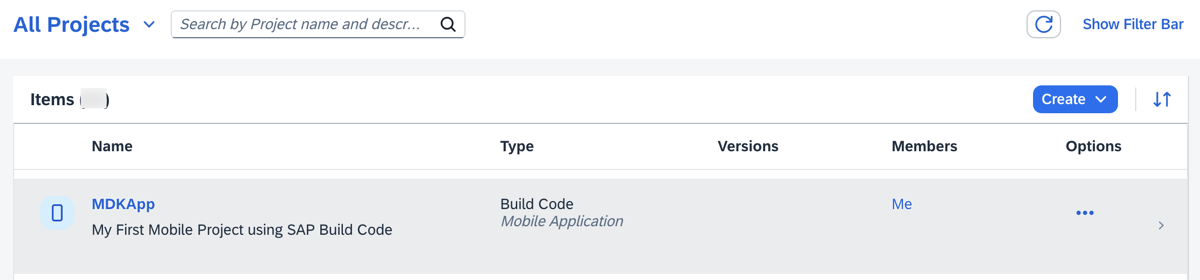 All Projects
Search by Project name and descr...
Show Filter Bar
Items ( )
Create
Name Type Versions Members Options
MDKApp Build Code Me
Mobile Application
My First Mobile Project using SAP Build Code